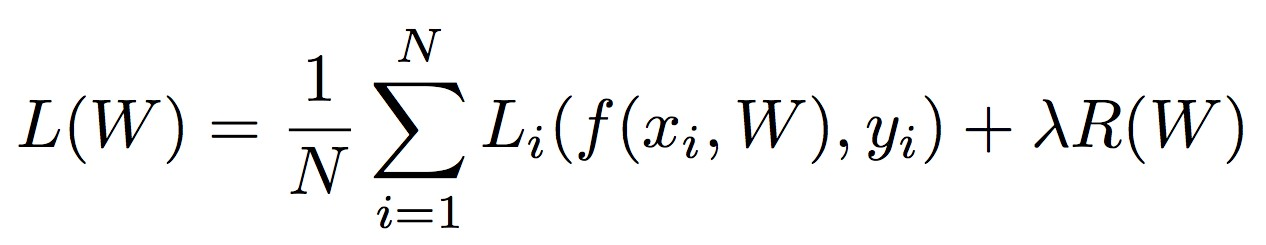 L(W) = \frac{1}{N} \sum_{i=1}^{N} L_i(f(x_i, W), y_i) + \lambda R(W)